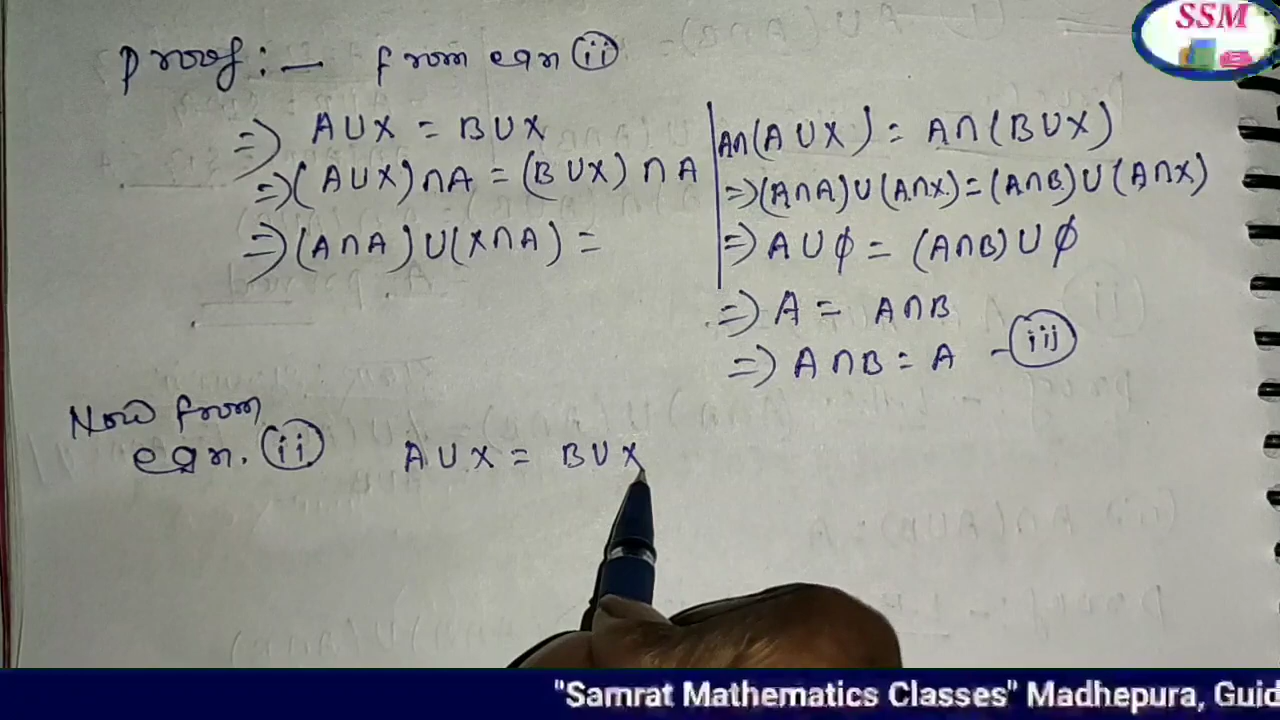 SSM
Proof :— from eqn (ii)
=> A∪X = B∪X
=> (A∪X)∩A = (B∪X)∩A
=> (A∩A)∪(X∩A) =
A∩(A∪X) = A∩(B∪X)
=> (A∩A)∪(A∩X) = (A∩B)∪(A∩X)
=> A∪φ = (A∩B)∪φ
=> A = A∩B
=> A∩B = A —(iii)
Now from
eqn. (ii) A∪X = B∪X
"Samrat Mathematics Classes" Madhepura, Guid